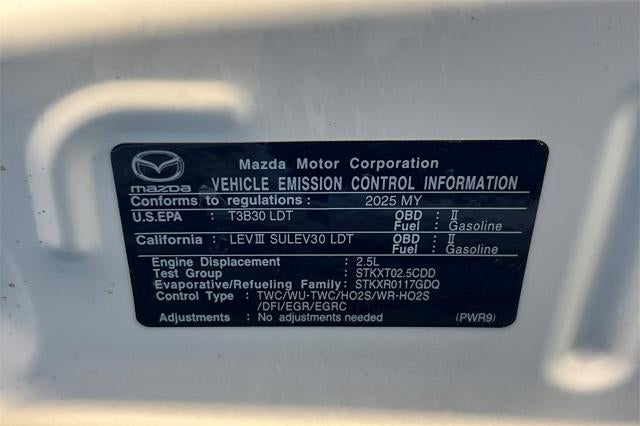 Mazda Motor Corporation
mazda VEHICLE EMISSION CONTROL INFORMATION
Conforms to regulations : 2025 MY
U.S.EPA : T3B30 LDT OBD : II
Fuel : Gasoline
California : LEVIII SULEV30 LDT OBD : II
Fuel : Gasoline
Engine Displacement : 2.5L
Test Group : STKXT02.5CDD
Evaporative/Refueling Family: STKXR0117GDQ
Control Type : TWC/WU-TWC/HO2S/WR-HO2S
/DFI/EGR/EGRC
Adjustments : No adjustments needed (PWR9)